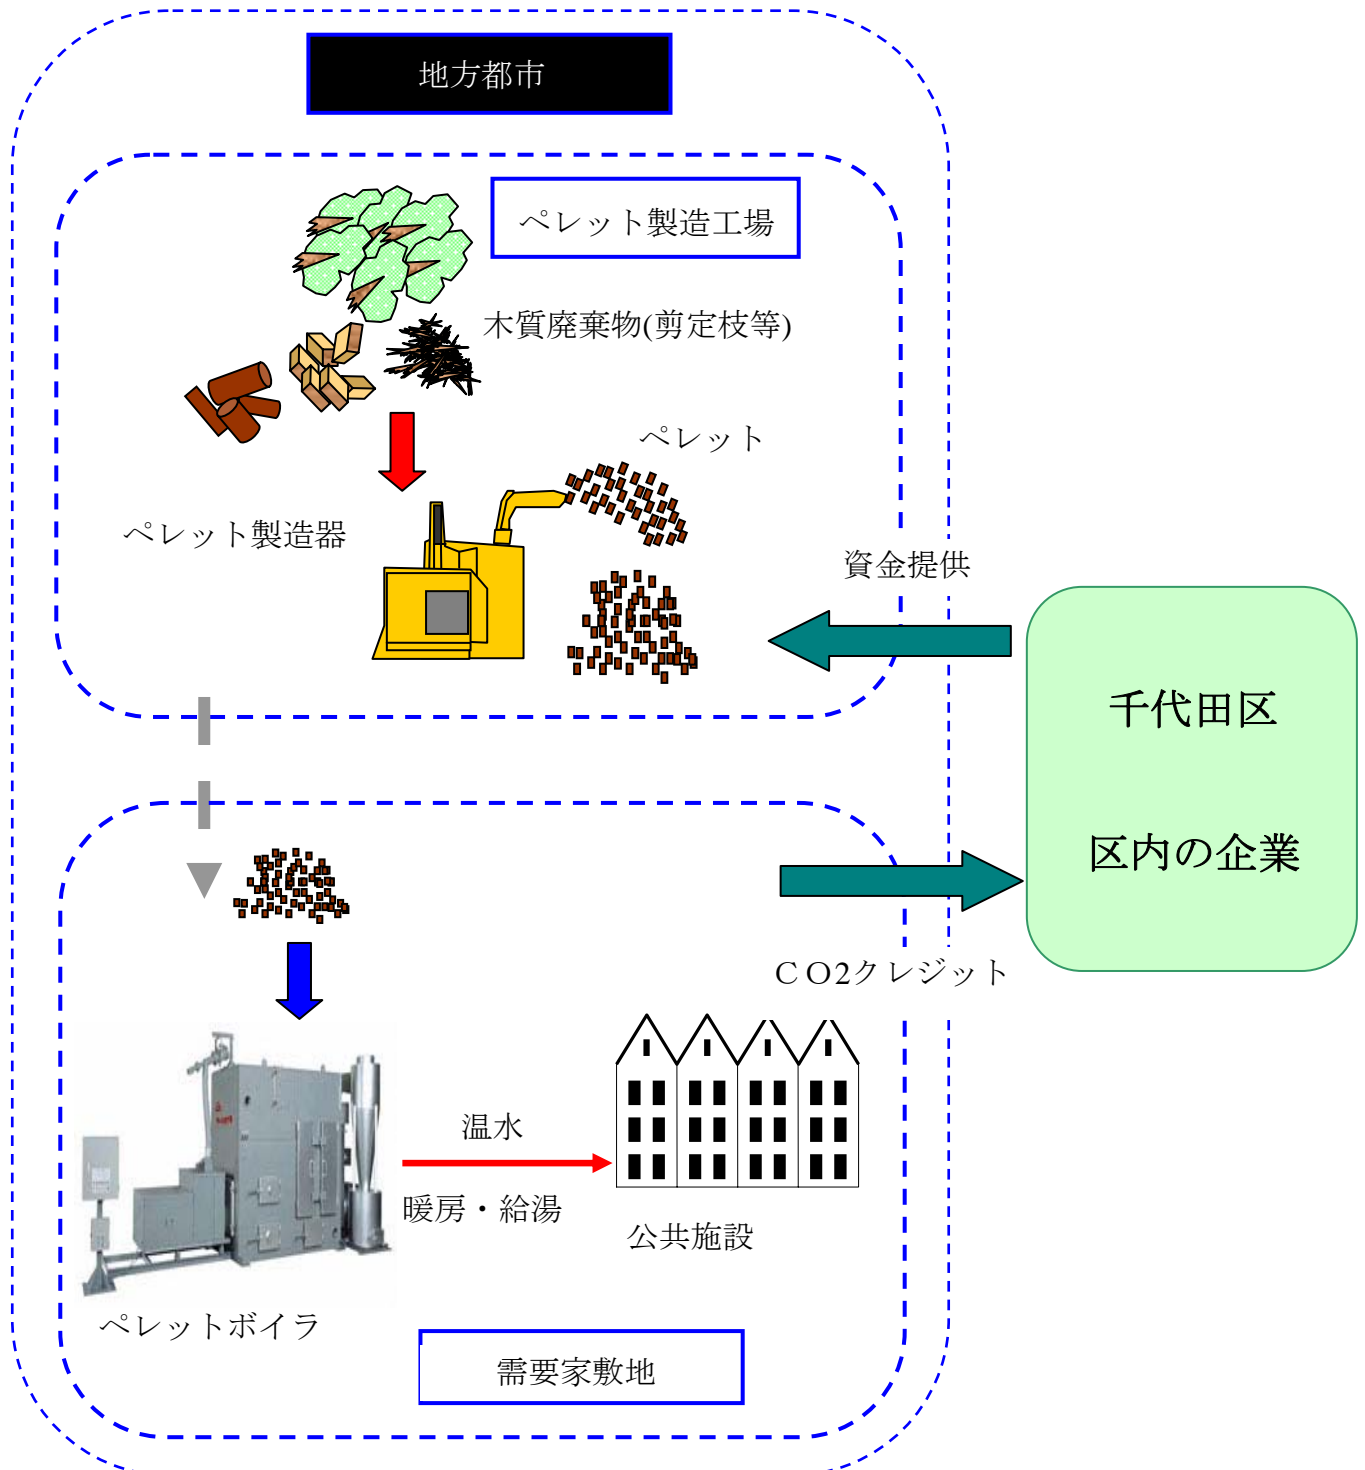 地方都市
ペレット製造工場
木質廃棄物(剪定枝等)
ペレット
ペレット製造器
資金提供
千代田区
区内の企業
ＣＯ2クレジット
温水
暖房・給湯
公共施設
ペレットボイラ
需要家敷地